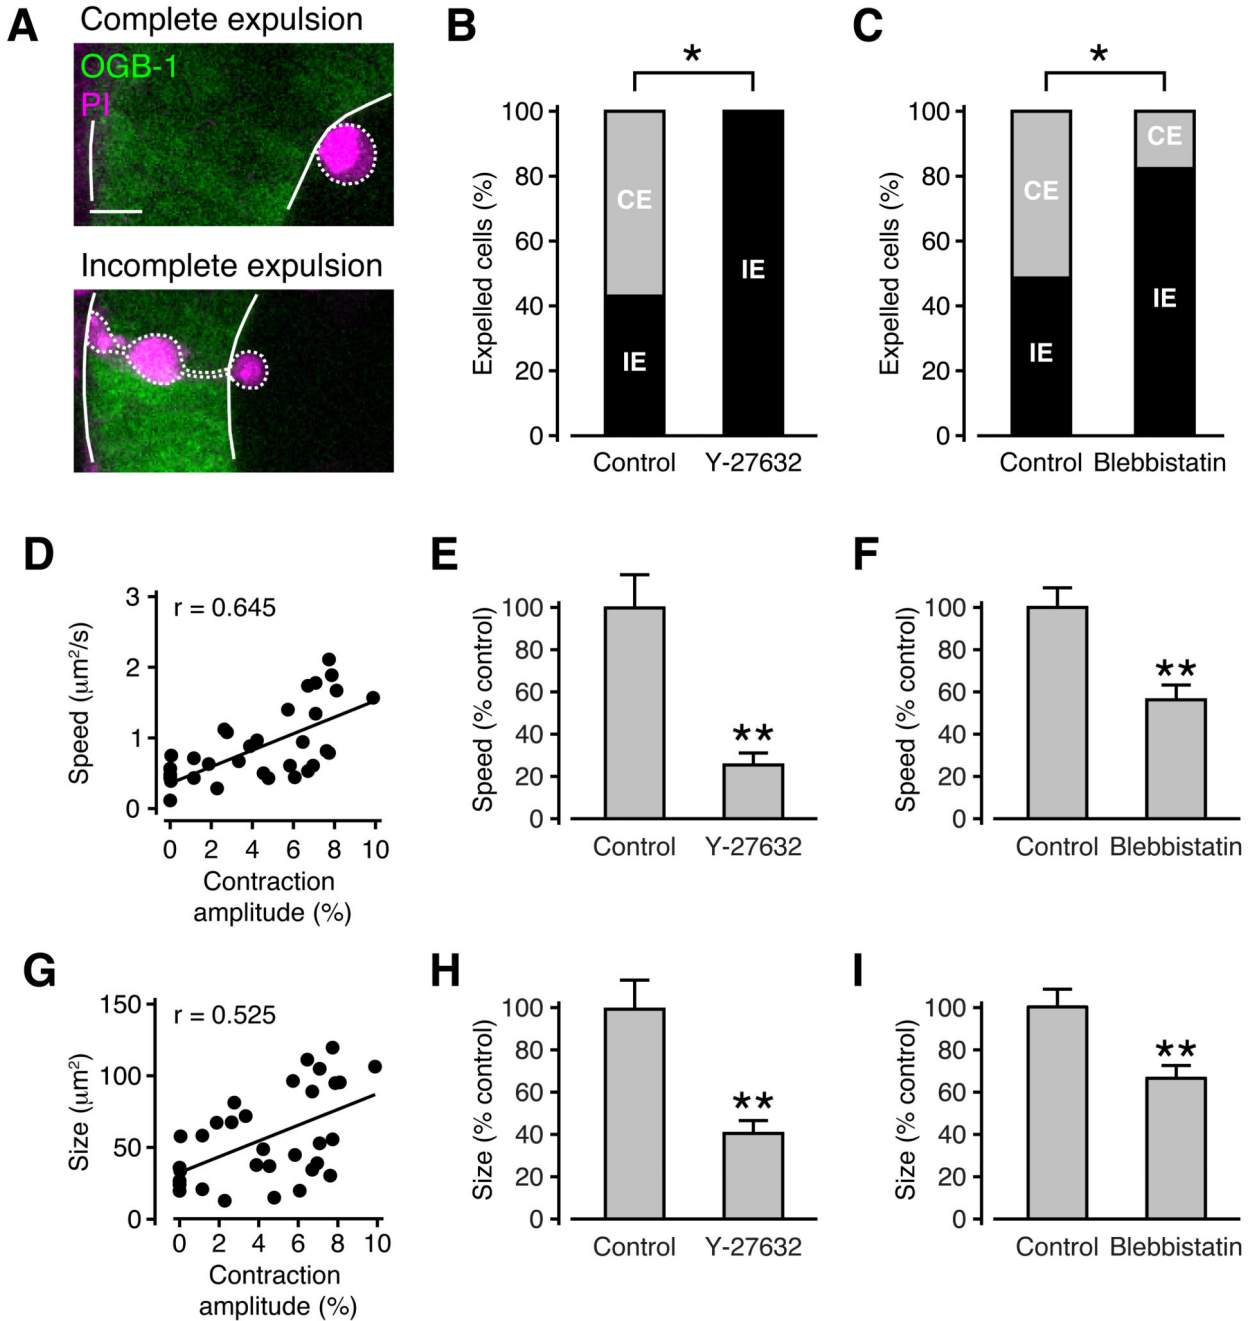 A
Complete expulsion
OGB-1
PI
Incomplete expulsion
B
*
Expelled cells (%)
100
80
60
40
20
0
CE
IE
IE
Control
Y-27632
C
*
Expelled cells (%)
100
80
60
40
20
0
CE
IE
CE
IE
Control
Blebbistatin
D
r = 0.645
Speed (μm²/s)
3
2
1
0
0 2 4 6 8 10
Contraction
amplitude (%)
E
Speed (% control)
100
80
60
40
20
0
**
Control
Y-27632
F
Speed (% control)
100
80
60
40
20
0
**
Control
Blebbistatin
G
r = 0.525
Size (μm²)
150
100
50
0
0 2 4 6 8 10
Contraction
amplitude (%)
H
Size (% control)
100
80
60
40
20
0
**
Control
Y-27632
I
Size (% control)
100
80
60
40
20
0
**
Control
Blebbistatin